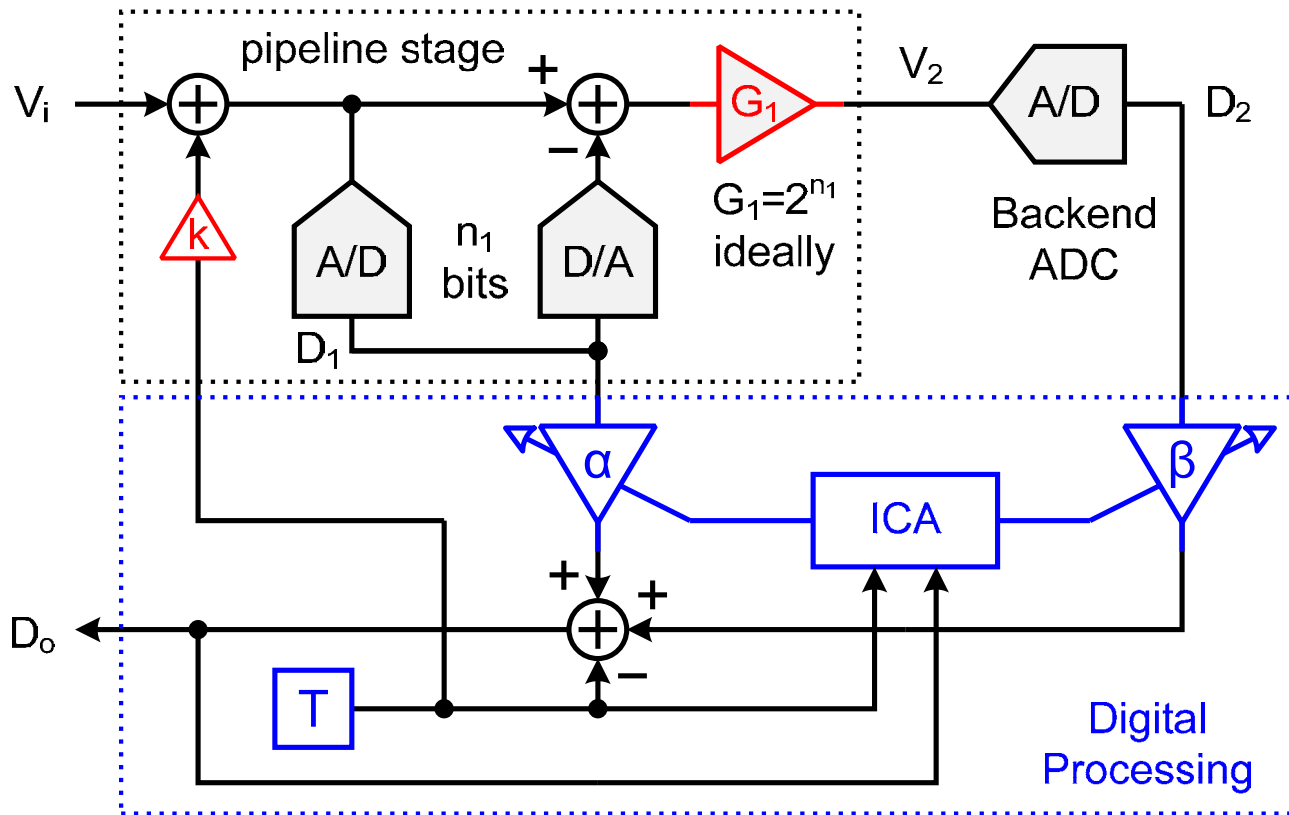 pipeline stage
Vᵢ
+
−
G₁
V₂
A/D
D₂
k
A/D
n₁
bits
D/A
G₁=2ⁿ¹
ideally
Backend
ADC
D₁
α
ICA
β
+
+
−
Dₒ
T
Digital
Processing